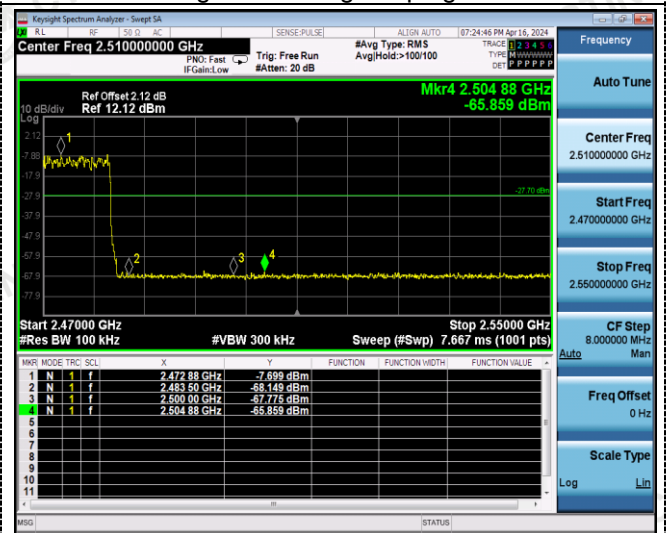 Keysight Spectrum Analyzer - Swept SA
RL RF 50 Ω AC SENSE:PULSE ALIGN AUTO 07:24:46 PM Apr 16, 2024
Center Freq 2.510000000 GHz
PNO: Fast
IFGain:Low
Trig: Free Run
#Atten: 20 dB
#Avg Type: RMS
Avg|Hold:>100/100
TRACE 1 2 3 4 5 6
TYPE M W W W W W
DET P P P P P P
Frequency
Mkr4 2.504 88 GHz
-65.859 dBm
Ref Offset 2.12 dB
10 dB/div Ref 12.12 dBm
Log
2.12
-7.88
-17.9
-27.9
-37.9
-47.9
-57.9
-67.9
-77.9
1
2
3
4
-27.70 dBm
Start 2.47000 GHz Stop 2.55000 GHz
#Res BW 100 kHz #VBW 300 kHz Sweep (#Swp) 7.667 ms (1001 pts)
MKR MODE TRC SCL X Y FUNCTION FUNCTION WIDTH FUNCTION VALUE
1 N 1 f 2.472 88 GHz -7.699 dBm
2 N 1 f 2.483 50 GHz -68.149 dBm
3 N 1 f 2.500 00 GHz -67.775 dBm
4 N 1 f 2.504 88 GHz -65.859 dBm
5
6
7
8
9
10
11
MSG STATUS
Auto Tune
Center Freq
2.510000000 GHz
Start Freq
2.470000000 GHz
Stop Freq
2.550000000 GHz
CF Step
8.000000 MHz
Auto Man
Freq Offset
0 Hz
Scale Type
Log Lin